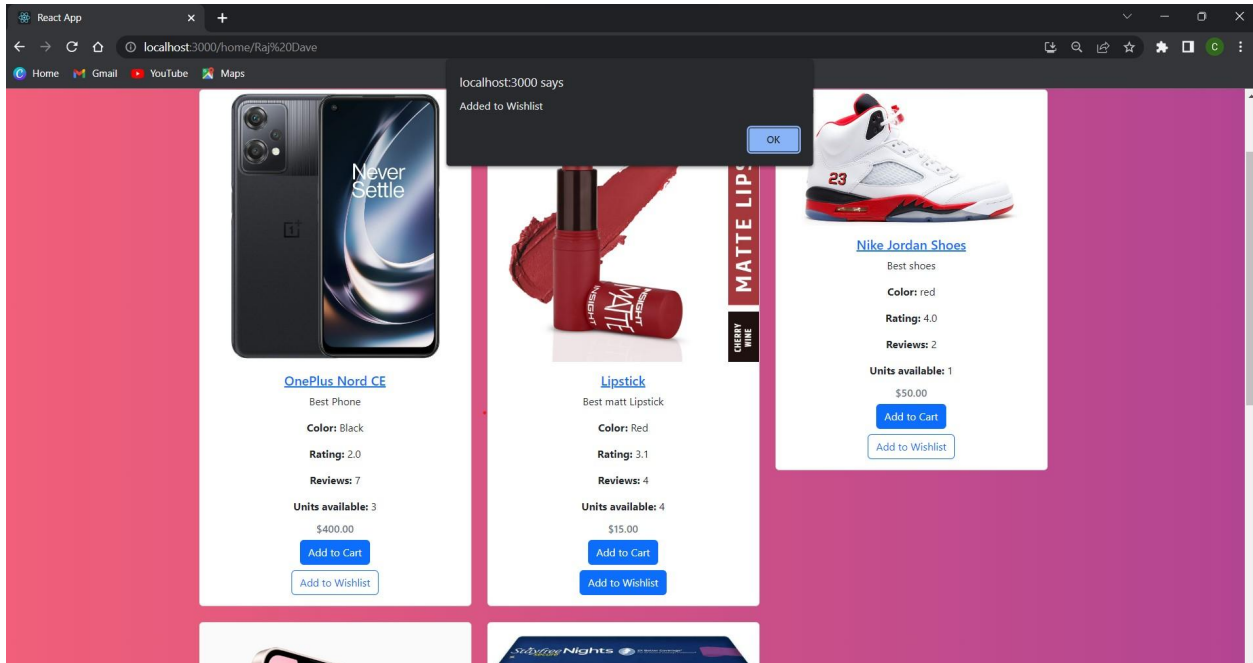 React App
localhost:3000/home/Raj%20Dave
C
Home
Gmail
YouTube
Maps
localhost:3000 says
Added to Wishlist
OK
Never
Settle
OnePlus Nord CE
Best Phone
Color: Black
Rating: 2.0
Reviews: 7
Units available: 3
$400.00
Add to Cart
Add to Wishlist
INSIGHT
MATTE
MATTE LIPS
CHERRY
WINE
Lipstick
Best matt Lipstick
Color: Red
Rating: 3.1
Reviews: 4
Units available: 4
$15.00
Add to Cart
Add to Wishlist
23
Nike Jordan Shoes
Best shoes
Color: red
Rating: 4.0
Reviews: 2
Units available: 1
$50.00
Add to Cart
Add to Wishlist
Stayfree Nights